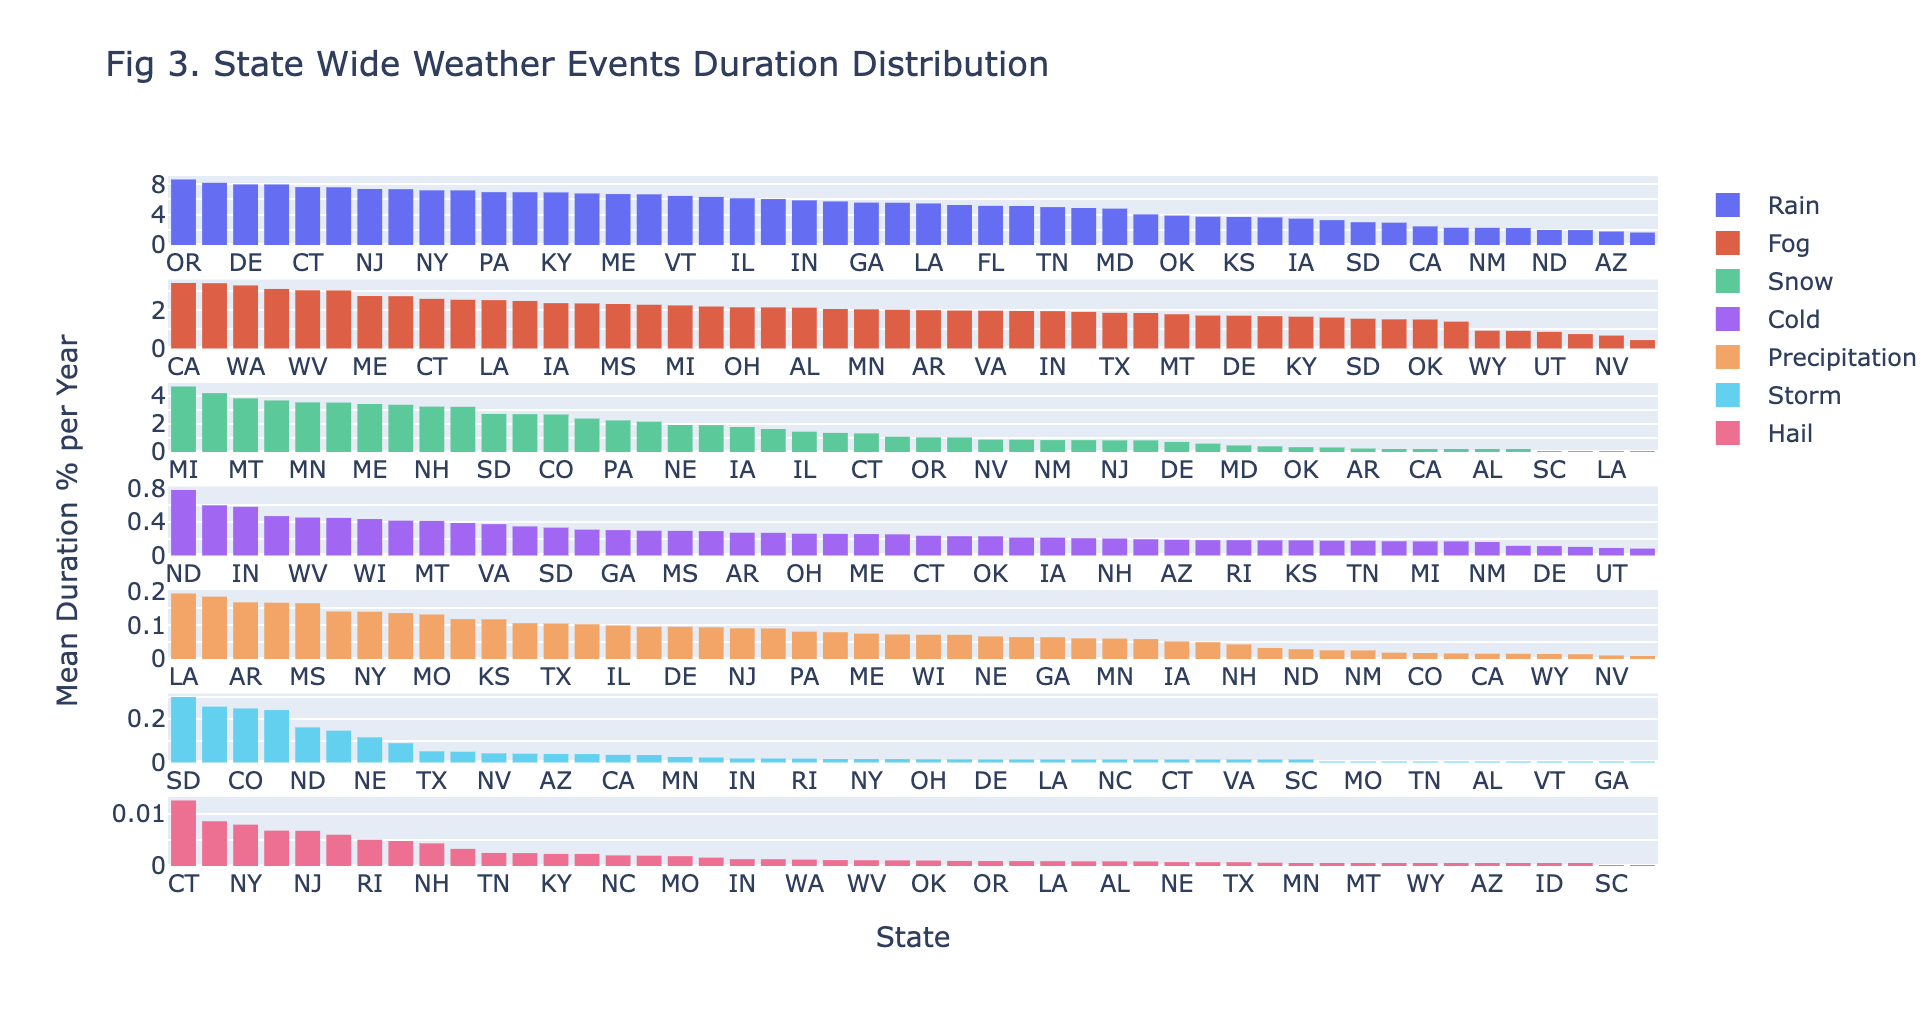 Fig 3. State Wide Weather Events Duration Distribution
8
4
0
OR DE CT NJ NY PA KY ME VT IL IN GA LA FL TN MD OK KS IA SD CA NM ND AZ
2
0
CA WA WV ME CT LA IA MS MI OH AL MN AR VA IN TX MT DE KY SD OK WY UT NV
4
2
0
MI MT MN ME NH SD CO PA NE IA IL CT OR NV NM NJ DE MD OK AR CA AL SC LA
0.8
0.4
0
ND IN WV WI MT VA SD GA MS AR OH ME CT OK IA NH AZ RI KS TN MI NM DE UT
0.2
0.1
0
LA AR MS NY MO KS TX IL DE NJ PA ME WI NE GA MN IA NH ND NM CO CA WY NV
0.2
0
SD CO ND NE TX NV AZ CA MN IN RI NY OH DE LA NC CT VA SC MO TN AL VT GA
0.01
0
CT NY NJ RI NH TN KY NC MO IN WA WV OK OR LA AL NE TX MN MT WY AZ ID SC
Mean Duration % per Year
State
Rain
Fog
Snow
Cold
Precipitation
Storm
Hail